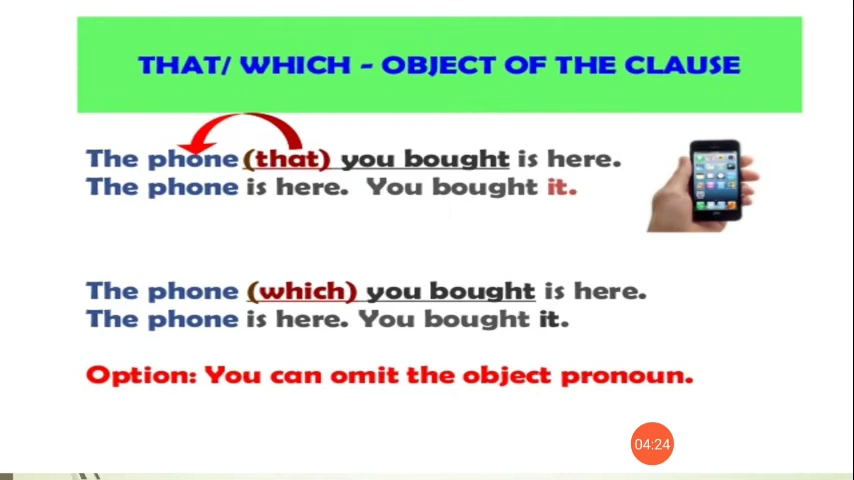 THAT/ WHICH - OBJECT OF THE CLAUSE
The phone (that) you bought is here.
The phone is here. You bought it.
The phone (which) you bought is here.
The phone is here. You bought it.
Option: You can omit the object pronoun.
04:24